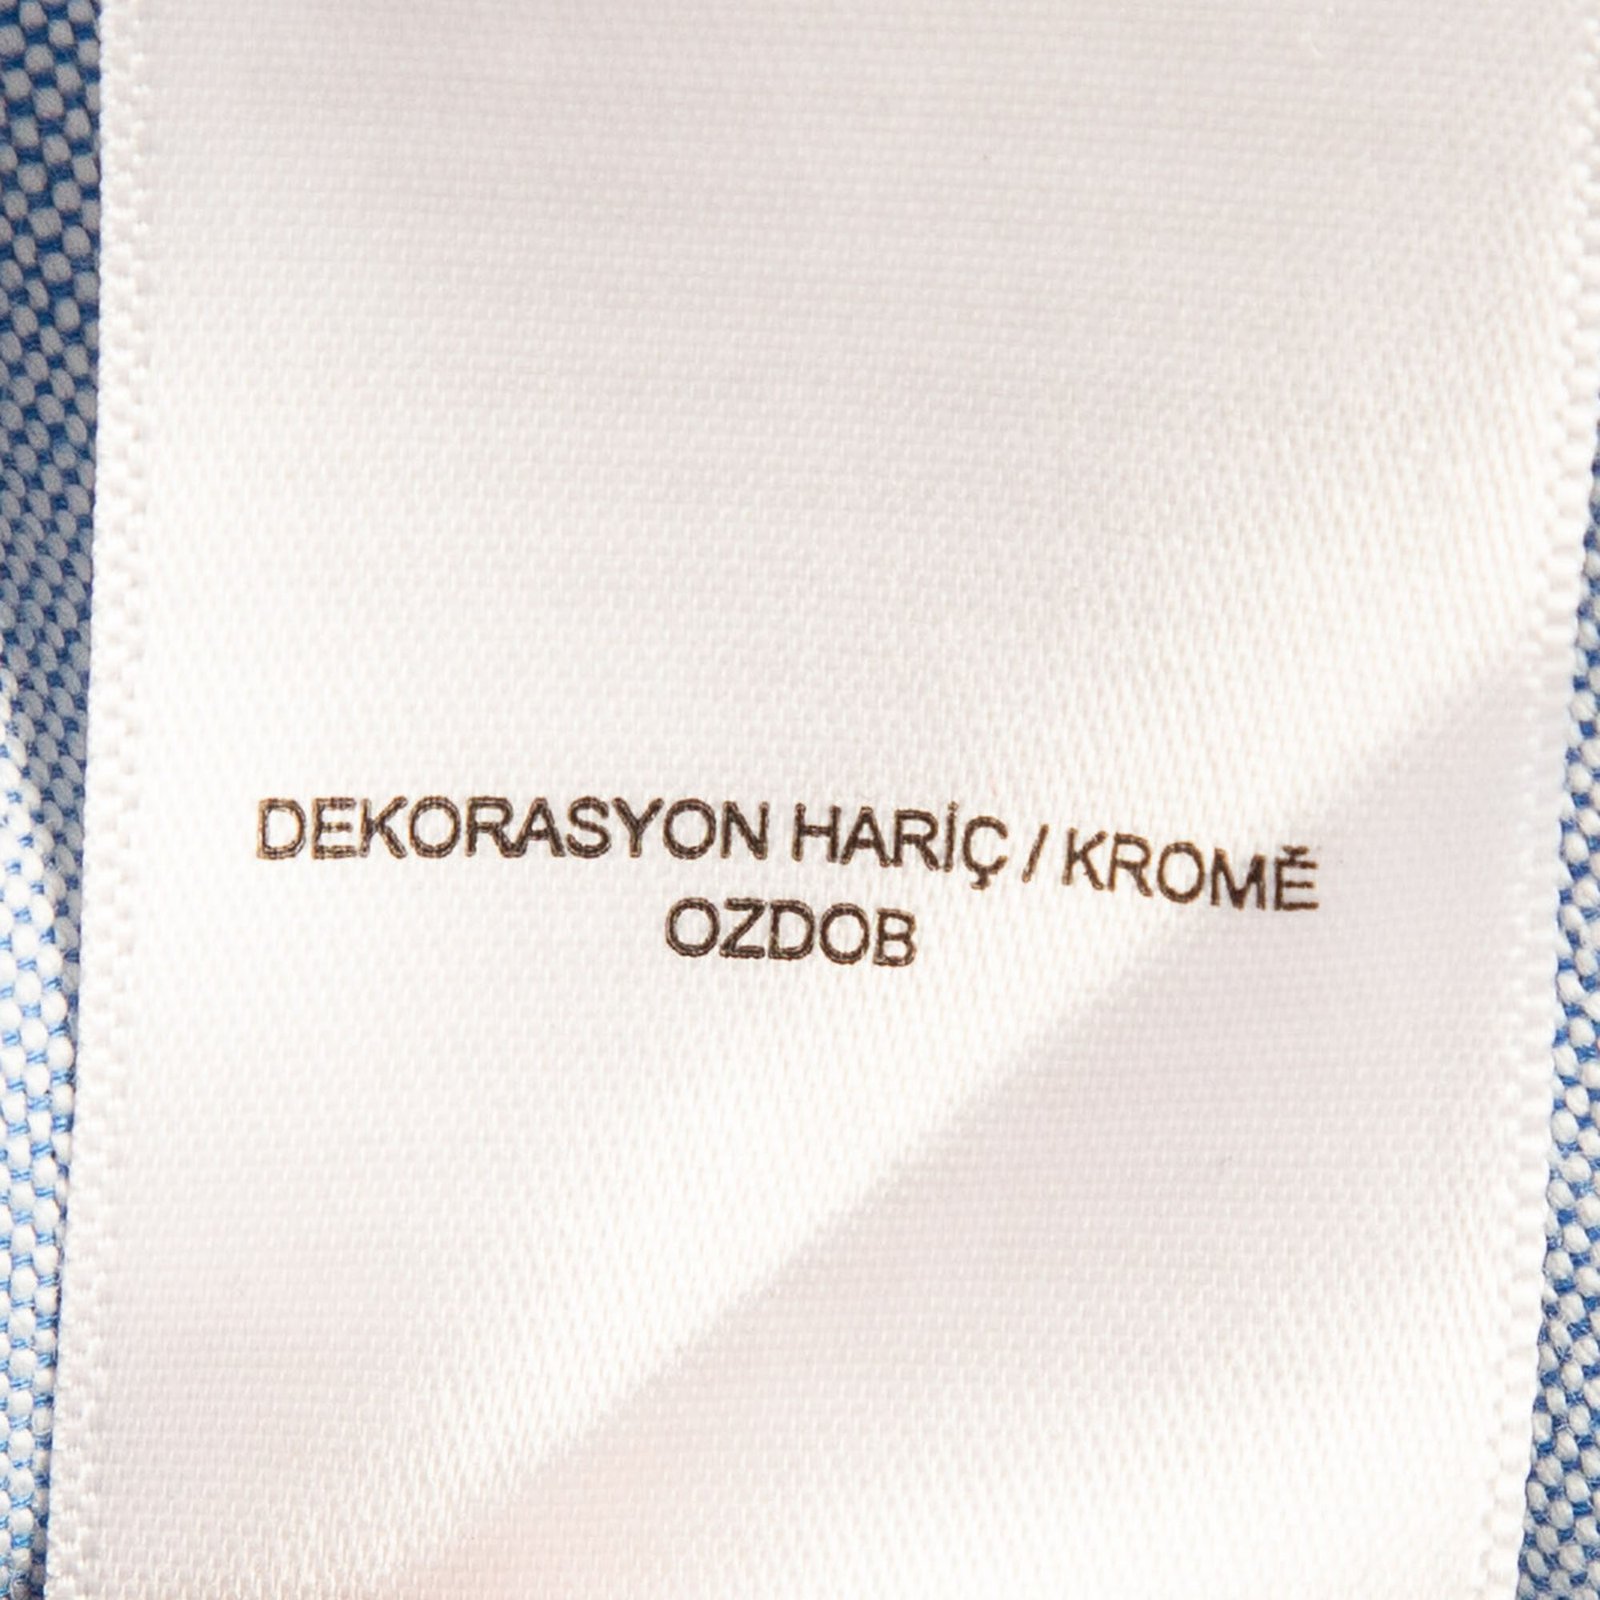 DEKORASYON HARİÇ / KROMĚ
OZDOB